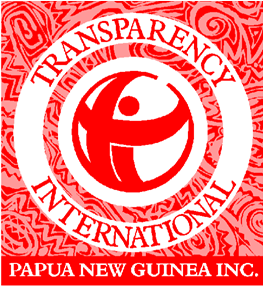 TRANSPARENCY
INTERNATIONAL
PAPUA NEW GUINEA INC.